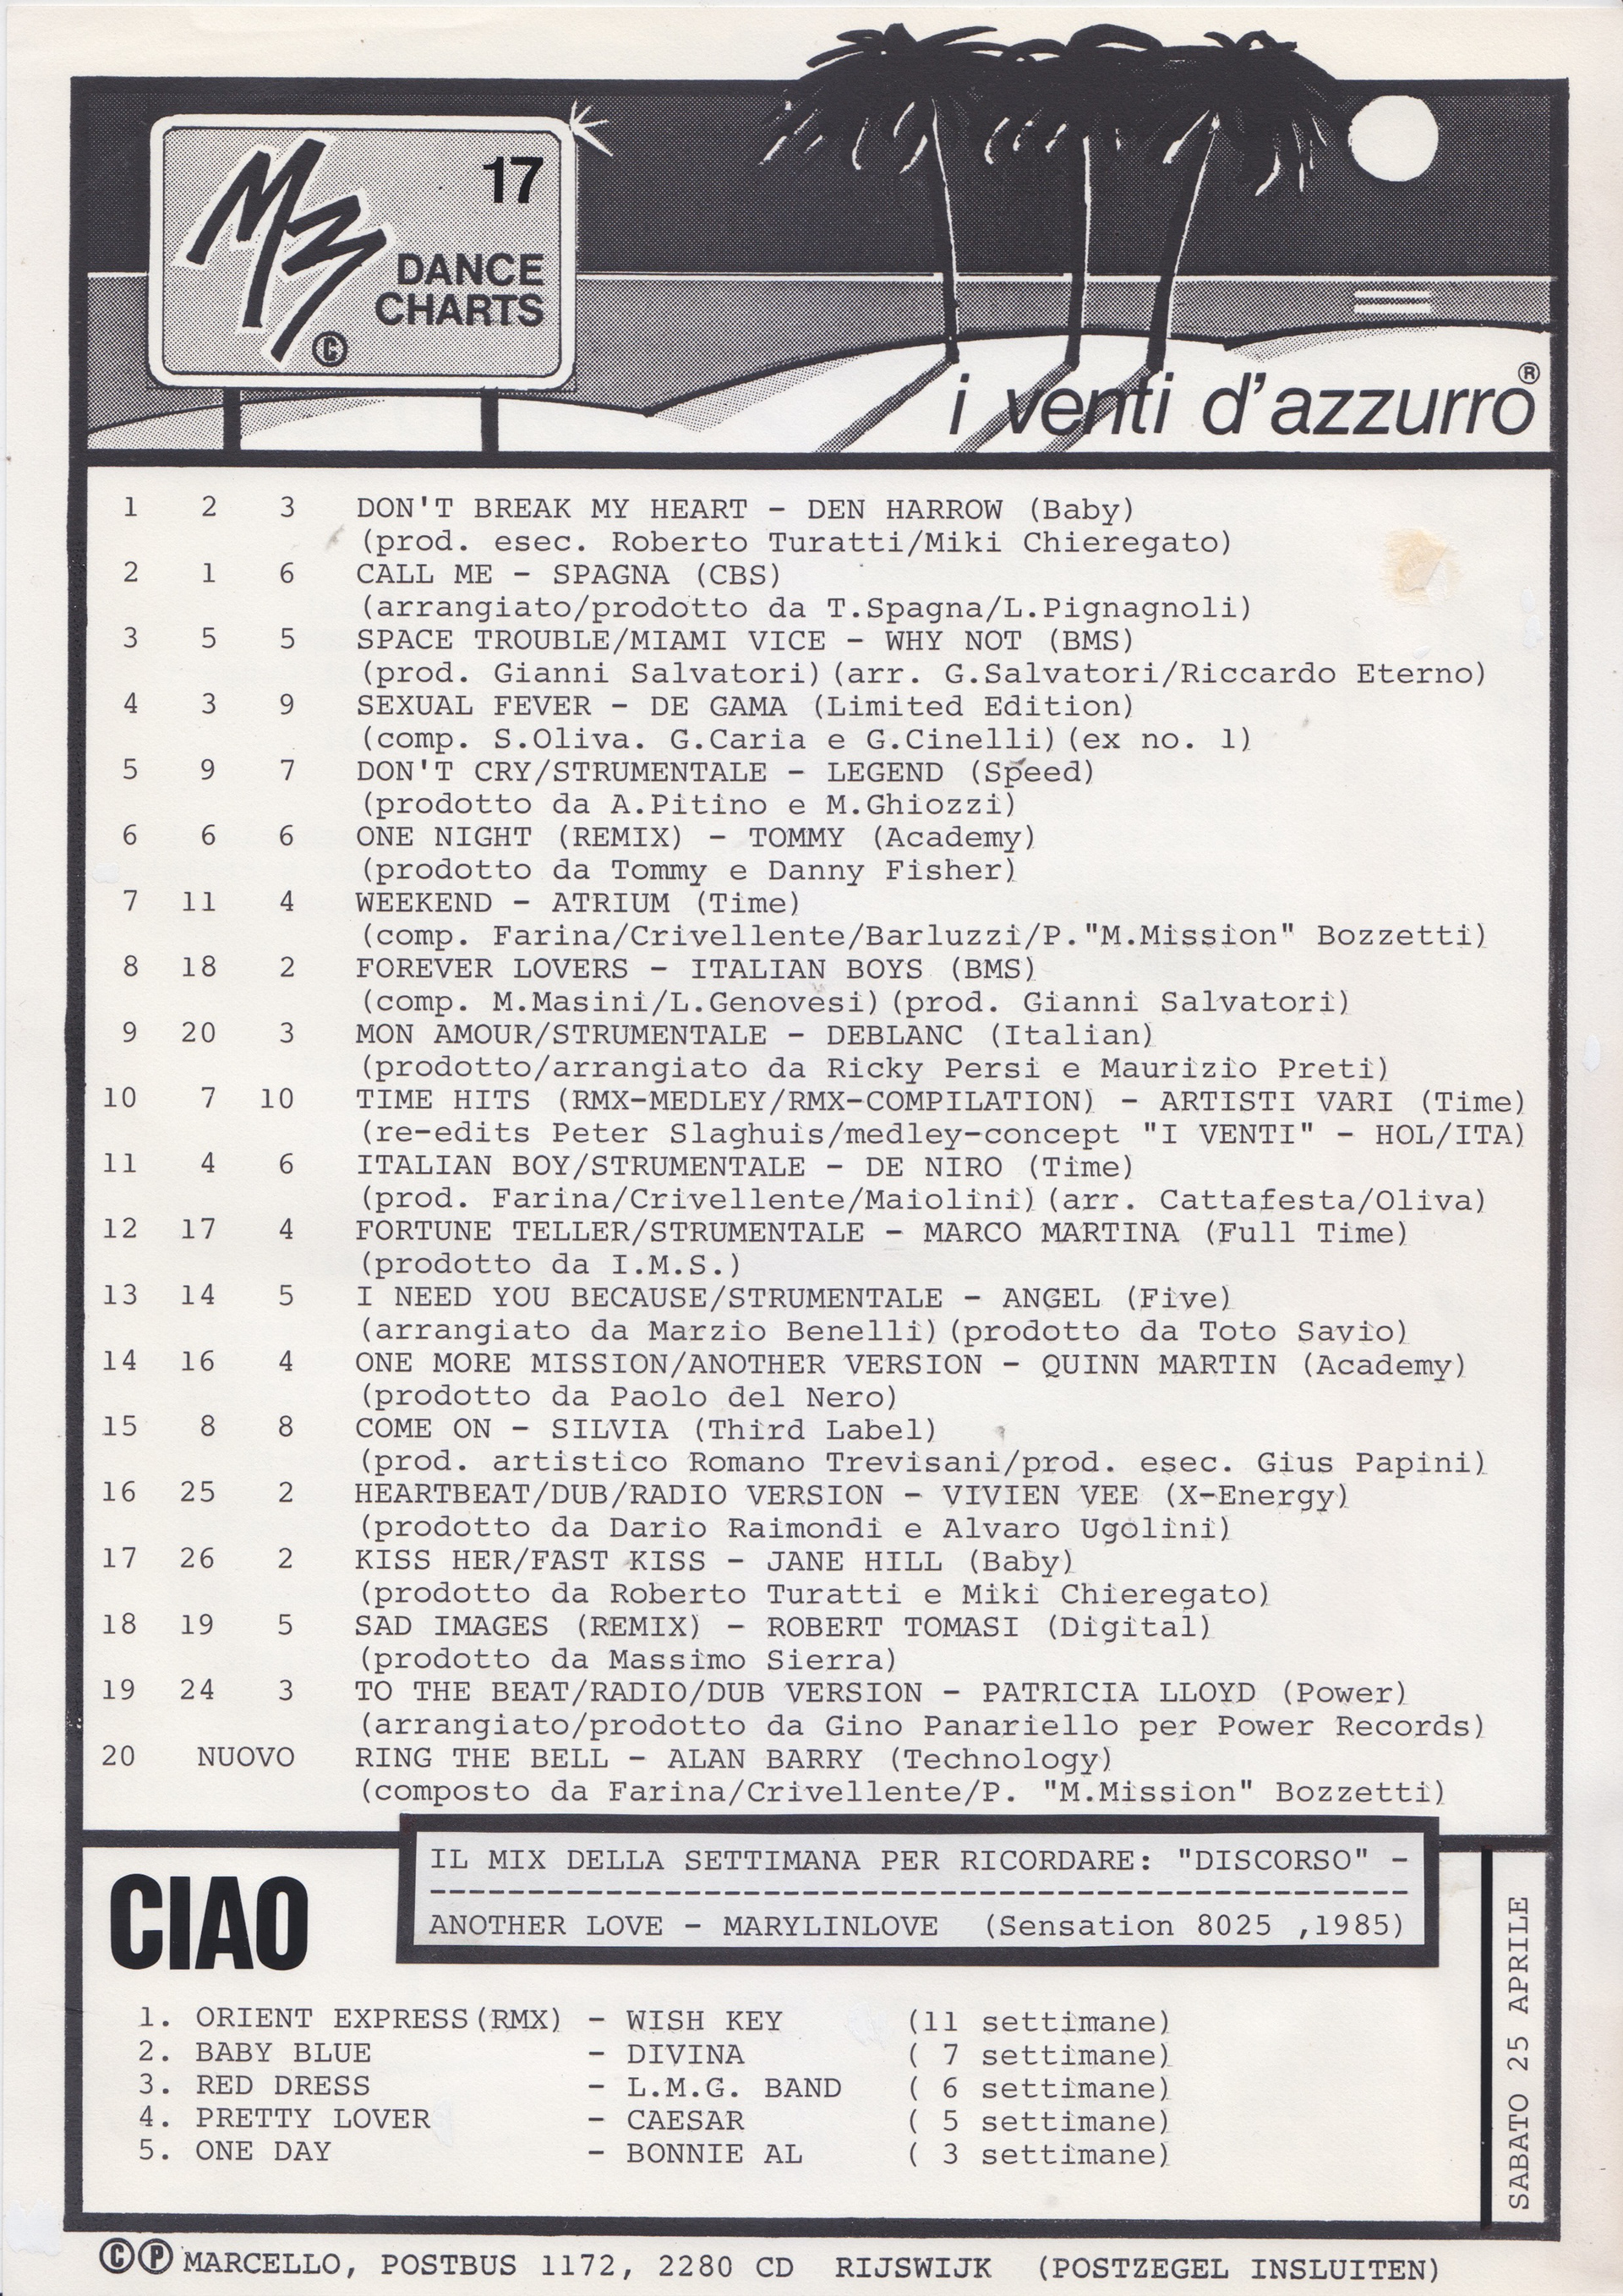 M3
17
DANCE
CHARTS
©
i venti d'azzurro®
1 2 3 DON'T BREAK MY HEART - DEN HARROW (Baby)
(prod. esec. Roberto Turatti/Miki Chieregato)
2 1 6 CALL ME - SPAGNA (CBS)
(arrangiato/prodotto da T.Spagna/L.Pignagnoli)
3 5 5 SPACE TROUBLE/MIAMI VICE - WHY NOT (BMS)
(prod. Gianni Salvatori)(arr. G.Salvatori/Riccardo Eterno)
4 3 9 SEXUAL FEVER - DE GAMA (Limited Edition)
(comp. S.Oliva. G.Caria e G.Cinelli)(ex no. 1)
5 9 7 DON'T CRY/STRUMENTALE - LEGEND (Speed)
(prodotto da A.Pitino e M.Ghiozzi)
6 6 6 ONE NIGHT (REMIX) - TOMMY (Academy)
(prodotto da Tommy e Danny Fisher)
7 11 4 WEEKEND - ATRIUM (Time)
(comp. Farina/Crivellente/Barluzzi/P."M.Mission" Bozzetti)
8 18 2 FOREVER LOVERS - ITALIAN BOYS (BMS)
(comp. M.Masini/L.Genovesi)(prod. Gianni Salvatori)
9 20 3 MON AMOUR/STRUMENTALE - DEBLANC (Italian)
(prodotto/arrangiato da Ricky Persi e Maurizio Preti)
10 7 10 TIME HITS (RMX-MEDLEY/RMX-COMPILATION) - ARTISTI VARI (Time)
(re-edits Peter Slaghuis/medley-concept "I VENTI" - HOL/ITA)
11 4 6 ITALIAN BOY/STRUMENTALE - DE NIRO (Time)
(prod. Farina/Crivellente/Maiolini)(arr. Cattafesta/Oliva)
12 17 4 FORTUNE TELLER/STRUMENTALE - MARCO MARTINA (Full Time)
(prodotto da I.M.S.)
13 14 5 I NEED YOU BECAUSE/STRUMENTALE - ANGEL (Five)
(arrangiato da Marzio Benelli)(prodotto da Toto Savio)
14 16 4 ONE MORE MISSION/ANOTHER VERSION - QUINN MARTIN (Academy)
(prodotto da Paolo del Nero)
15 8 8 COME ON - SILVIA (Third Label)
(prod. artistico Romano Trevisani/prod. esec. Gius Papini)
16 25 2 HEARTBEAT/DUB/RADIO VERSION - VIVIEN VEE (X-Energy)
(prodotto da Dario Raimondi e Alvaro Ugolini)
17 26 2 KISS HER/FAST KISS - JANE HILL (Baby)
(prodotto da Roberto Turatti e Miki Chieregato)
18 19 5 SAD IMAGES (REMIX) - ROBERT TOMASI (Digital)
(prodotto da Massimo Sierra)
19 24 3 TO THE BEAT/RADIO/DUB VERSION - PATRICIA LLOYD (Power)
(arrangiato/prodotto da Gino Panariello per Power Records)
20 NUOVO RING THE BELL - ALAN BARRY (Technology)
(composto da Farina/Crivellente/P. "M.Mission" Bozzetti)
IL MIX DELLA SETTIMANA PER RICORDARE: "DISCORSO" -
--------------------------------------------------
ANOTHER LOVE - MARYLINLOVE (Sensation 8025 ,1985)
CIAO
1. ORIENT EXPRESS(RMX) - WISH KEY (11 settimane)
2. BABY BLUE - DIVINA ( 7 settimane)
3. RED DRESS - L.M.G. BAND ( 6 settimane)
4. PRETTY LOVER - CAESAR ( 5 settimane)
5. ONE DAY - BONNIE AL ( 3 settimane)
SABATO 25 APRILE
©℗ MARCELLO, POSTBUS 1172, 2280 CD RIJSWIJK (POSTZEGEL INSLUITEN)